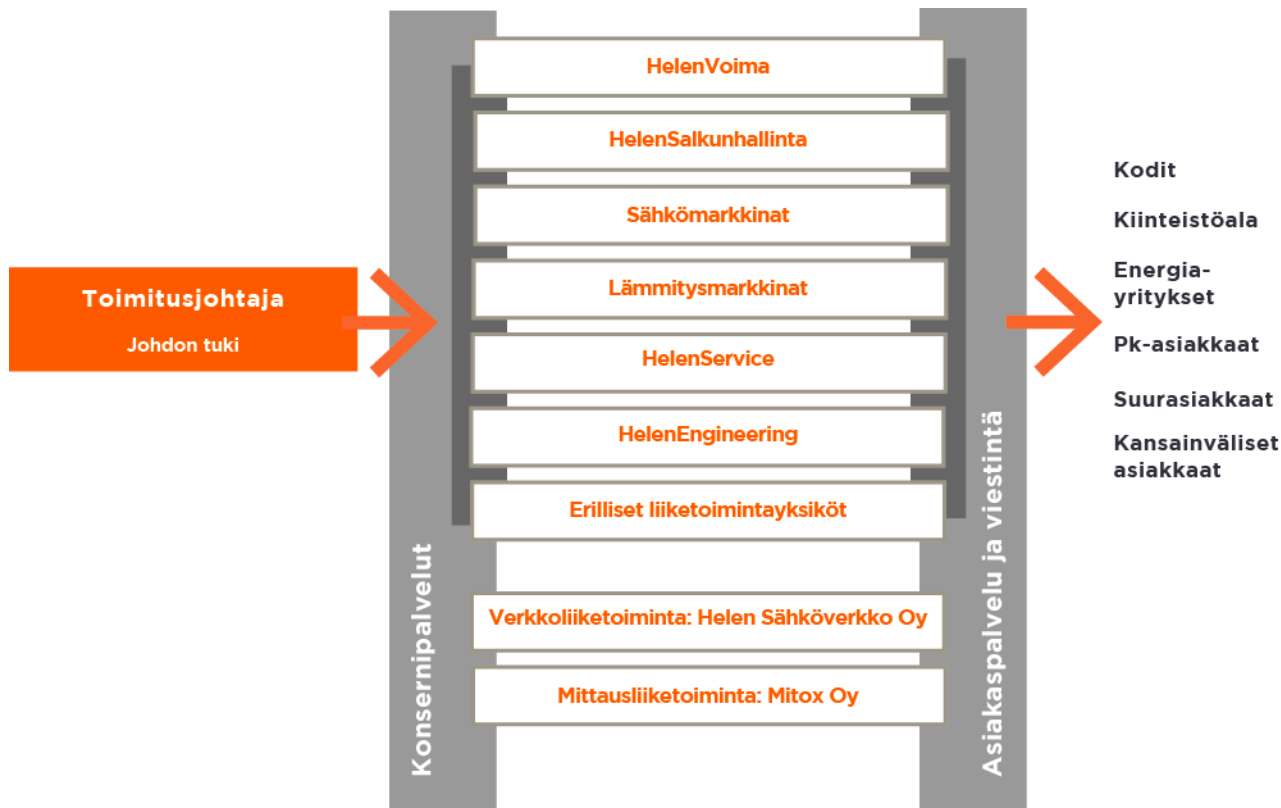 Toimitusjohtaja
Johdon tuki
Konsernipalvelut
HelenVoima
HelenSalkunhallinta
Sähkömarkkinat
Lämmitysmarkkinat
HelenService
HelenEngineering
Erilliset liiketoimintayksiköt
Verkkoliiketoiminta: Helen Sähköverkko Oy
Mittausliiketoiminta: Mitox Oy
Asiakaspalvelu ja viestintä
Kodit
Kiinteistöala
Energia-
yritykset
Pk-asiakkaat
Suurasiakkaat
Kansainväliset
asiakkaat